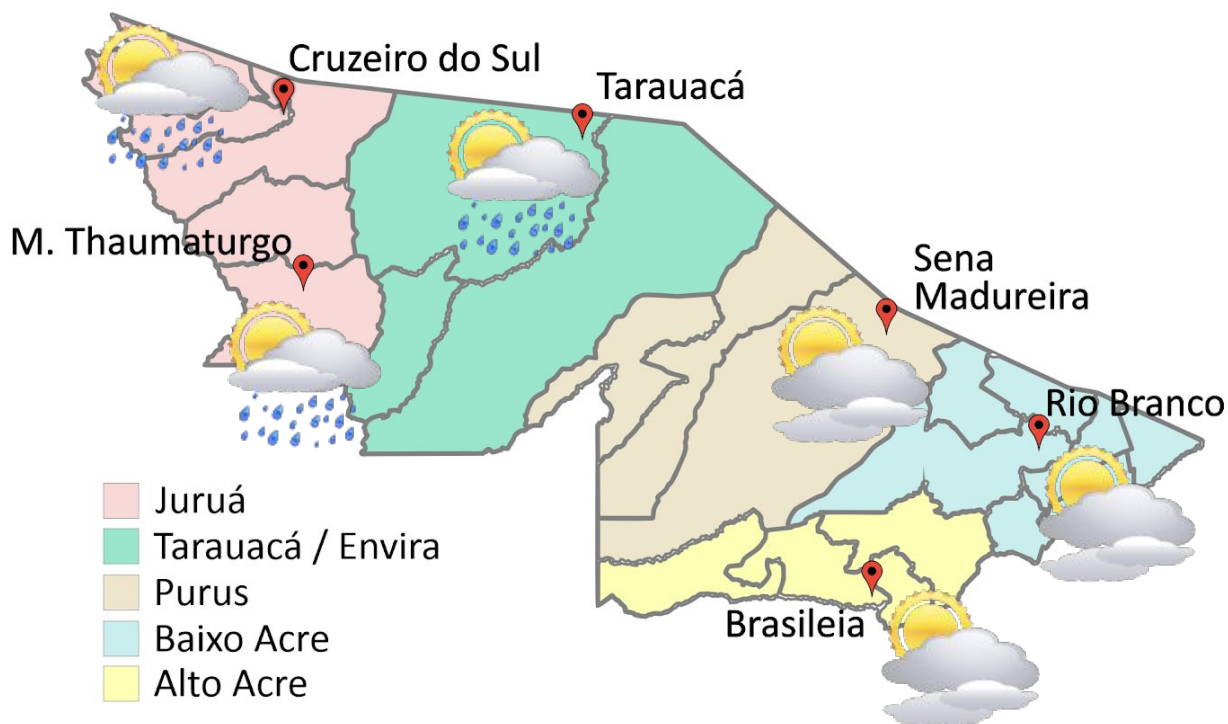 Cruzeiro do Sul
Tarauacá
M. Thaumaturgo
Sena
Madureira
Rio Branco
Brasileia
Juruá
Tarauacá / Envira
Purus
Baixo Acre
Alto Acre